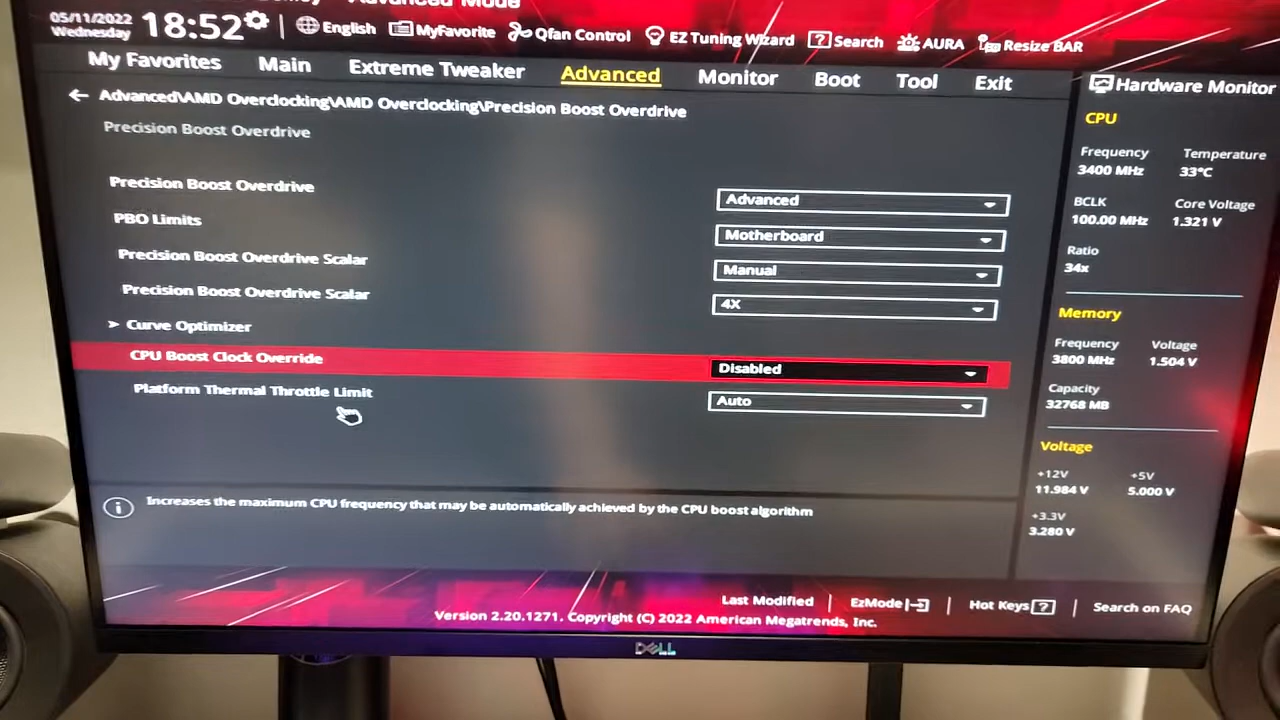 Advanced Mode
05/11/2022
Wednesday
18:52
English
MyFavorite
Qfan Control
EZ Tuning Wizard
? Search
AURA
Resize BAR
My Favorites
Main
Extreme Tweaker
Advanced
Monitor
Boot
Tool
Exit
Hardware Monitor
Advanced\AMD Overclocking\AMD Overclocking\Precision Boost Overdrive
Precision Boost Overdrive
Precision Boost Overdrive
Advanced
PBO Limits
Motherboard
Precision Boost Overdrive Scalar
Manual
Precision Boost Overdrive Scalar
4X
> Curve Optimizer
CPU Boost Clock Override
Disabled
Platform Thermal Throttle Limit
Auto
i Increases the maximum CPU frequency that may be automatically achieved by the CPU boost algorithm
CPU
Frequency
Temperature
3400 MHz
33°C
BCLK
Core Voltage
100.00 MHz
1.321 V
Ratio
34x
Memory
Frequency
Voltage
3800 MHz
1.504 V
Capacity
32768 MB
Voltage
+12V
+5V
11.984 V
5.000 V
+3.3V
3.280 V
Last Modified
EzMode
Hot Keys ?
Search on FAQ
Version 2.20.1271. Copyright (C) 2022 American Megatrends, Inc.
DELL